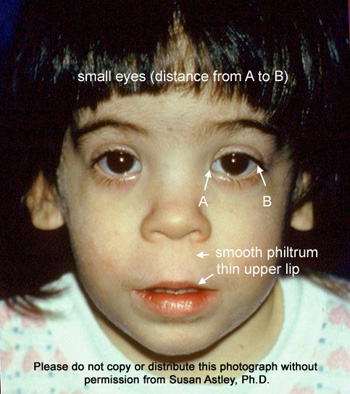 small eyes (distance from A to B)
A
B
smooth philtrum
thin upper lip
Please do not copy or distribute this photograph without
permission from Susan Astley, Ph.D.